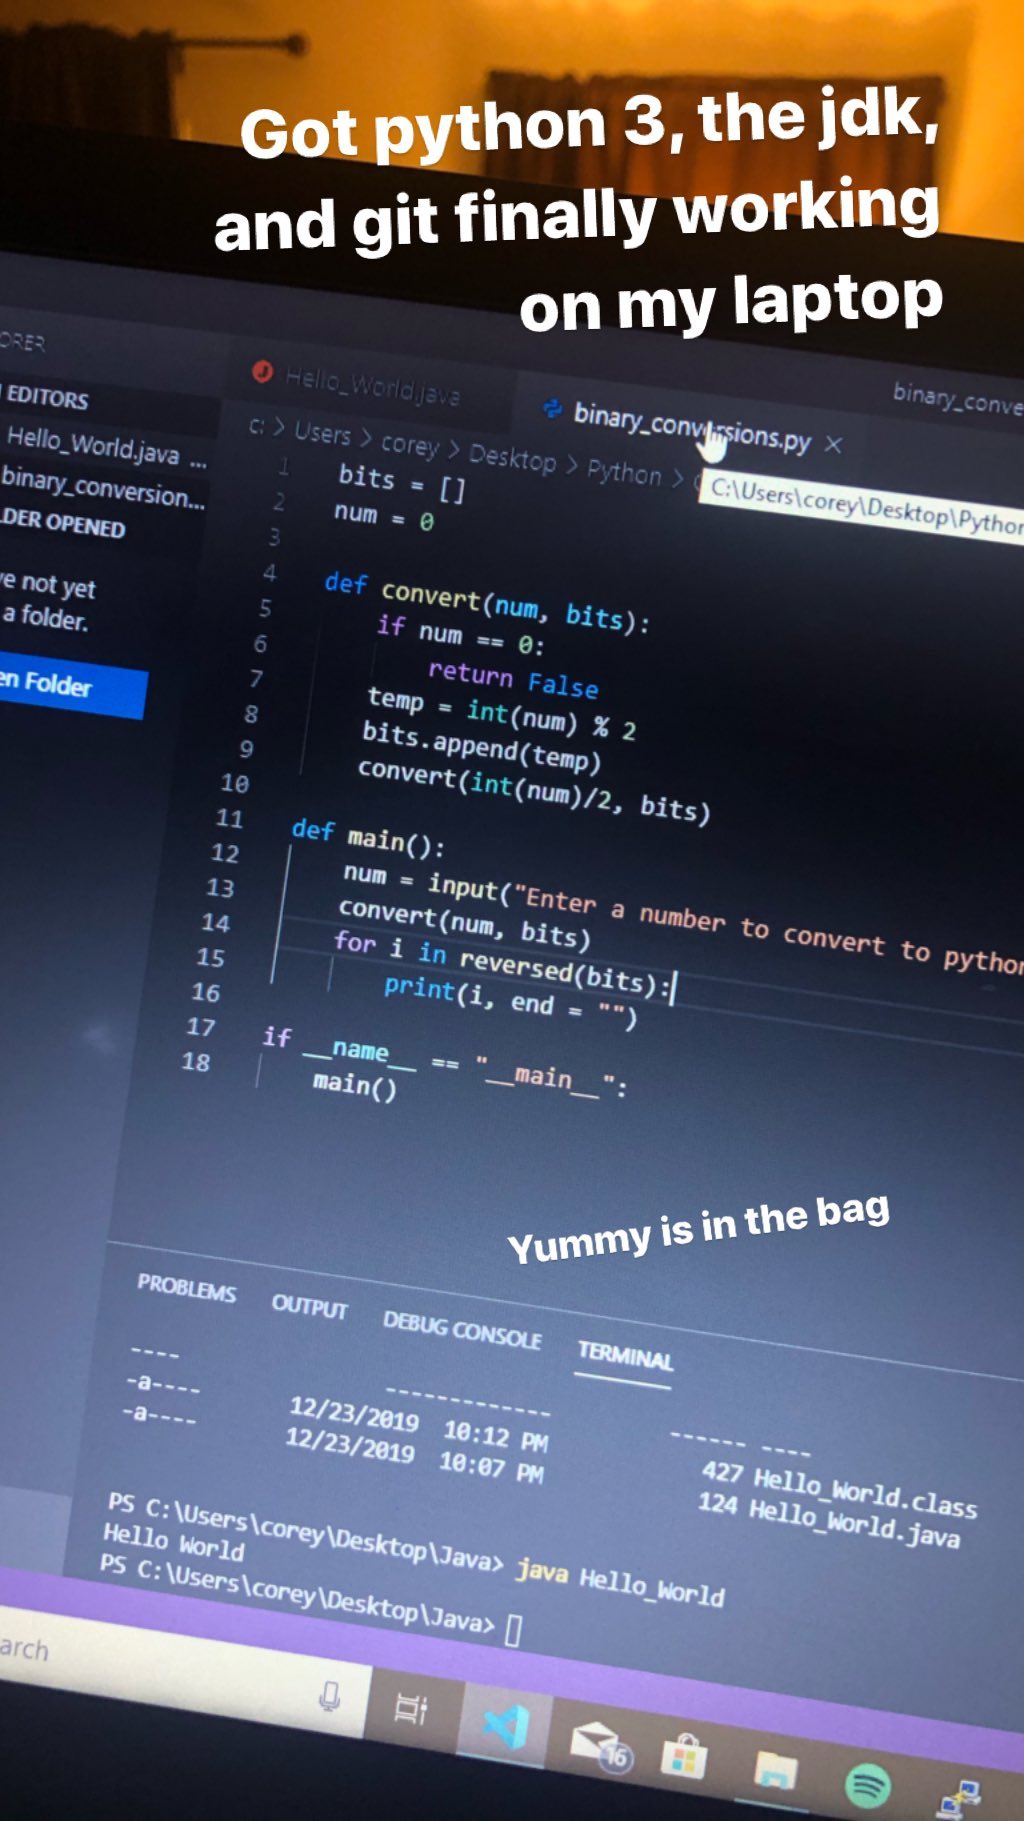 Got python 3, the jdk,
and git finally working
on my laptop
ORER
Hello_World.java
binary_conversions.py
binary_conve
EDITORS
Hello_World.java ...
binary_conversion...
LDER OPENED
ve not yet
a folder.
en Folder
c: > Users > corey > Desktop > Python >
C:\Users\corey\Desktop\Python
1 bits = []
2 num = 0
3
4 def convert(num, bits):
5 if num == 0:
6 return False
7 temp = int(num) % 2
8 bits.append(temp)
9 convert(int(num)/2, bits)
10
11 def main():
12 num = input("Enter a number to convert to python
13 convert(num, bits)
14 for i in reversed(bits):
15 print(i, end = "")
16
17 if __name__ == "__main__":
18 main()
Yummy is in the bag
PROBLEMS OUTPUT DEBUG CONSOLE TERMINAL
---- ------------- ------ ----
-a---- 12/23/2019 10:12 PM 427 Hello_World.class
-a---- 12/23/2019 10:07 PM 124 Hello_World.java
PS C:\Users\corey\Desktop\Java> java Hello_World
Hello World
PS C:\Users\corey\Desktop\Java>
arch
16